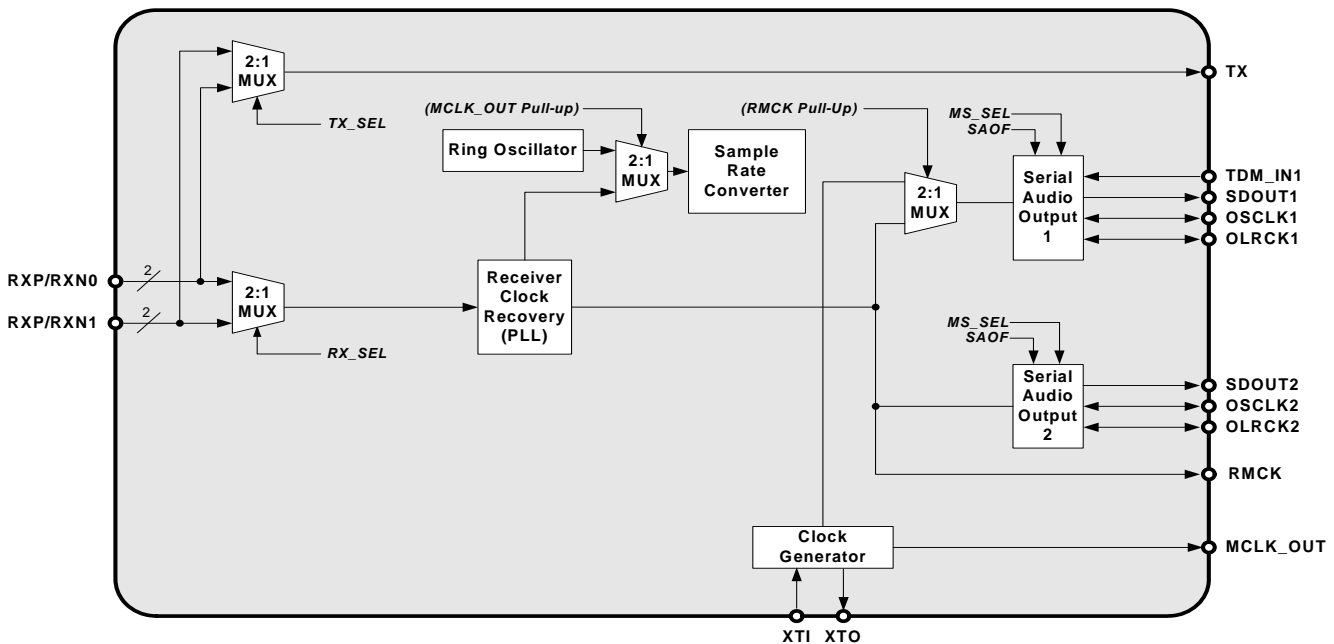 2:1
MUX
TX
TX_SEL
(MCLK_OUT Pull-up)
(RMCK Pull-Up)
MS_SEL
SAOF
Ring Oscillator
2:1
MUX
Sample
Rate
Converter
2:1
MUX
Serial
Audio
Output
1
TDM_IN1
SDOUT1
OSCLK1
OLRCK1
RXP/RXN0
2
RXP/RXN1
2
2:1
MUX
RX_SEL
Receiver
Clock
Recovery
(PLL)
MS_SEL
SAOF
Serial
Audio
Output
2
SDOUT2
OSCLK2
OLRCK2
RMCK
Clock
Generator
MCLK_OUT
XTI
XTO